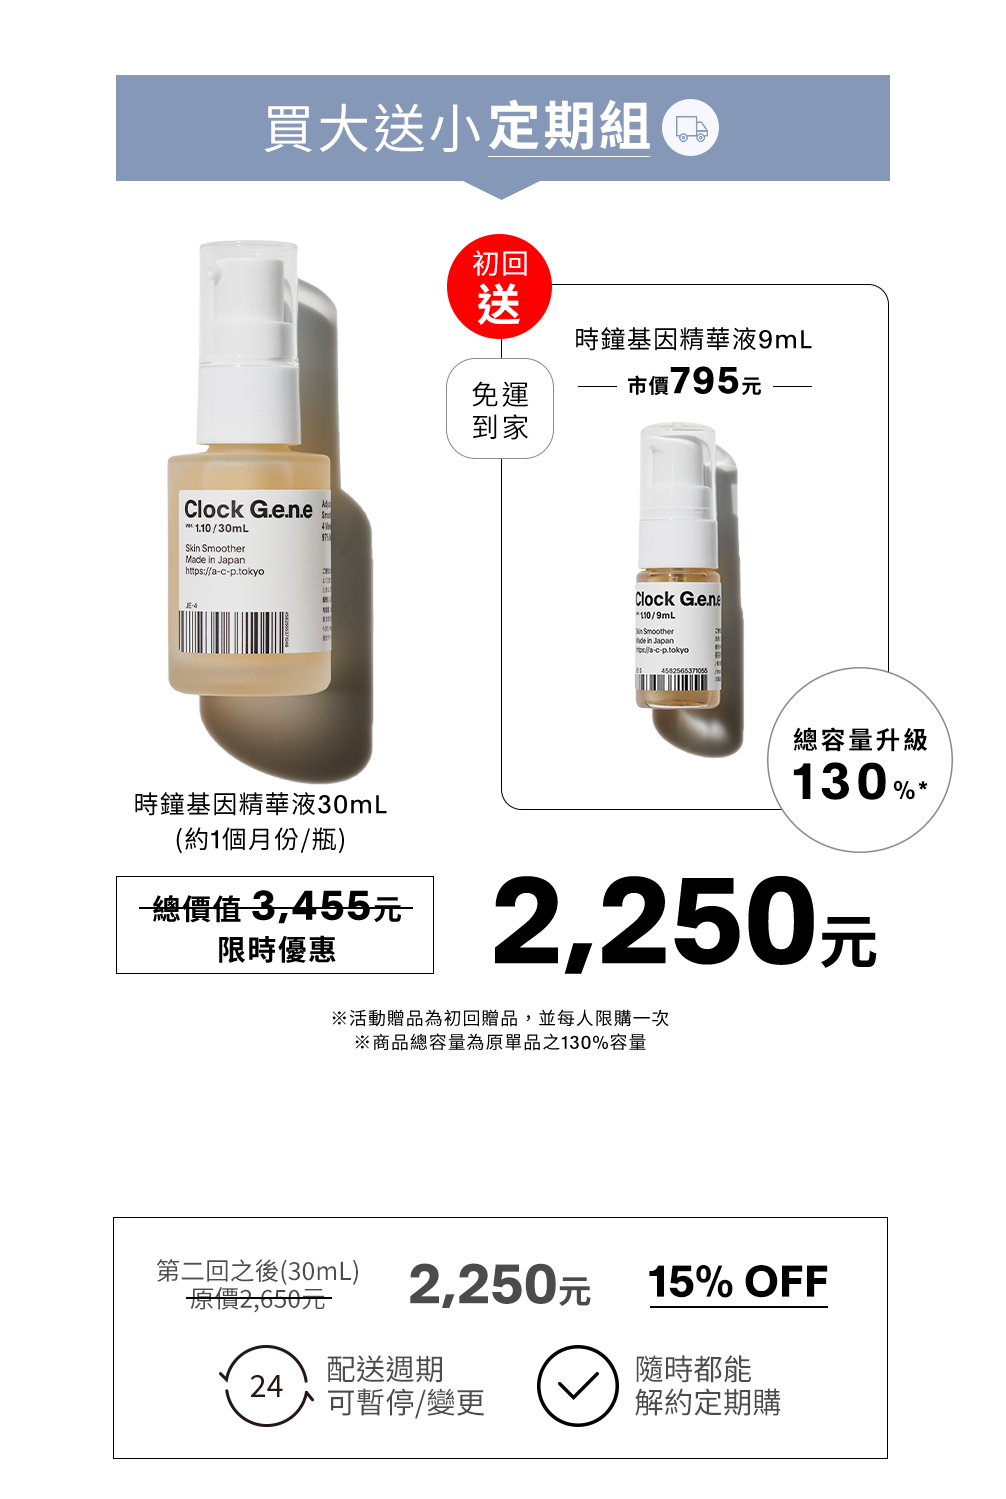 買大送小定期組
初回
送
免運
到家
時鐘基因精華液9mL
市價795元
Clock G.e.n.e
ver. 1.10 / 30mL
Skin Smoother
Made in Japan
https://a-c-p.tokyo
JE-4
Clock G.e.n.e
1.10 / 9mL
Skin Smoother
Made in Japan
https://a-c-p.tokyo
4582565371055
總容量升級
130%*
時鐘基因精華液30mL
(約1個月份/瓶)
總價值 3,455元
限時優惠
2,250元
※活動贈品為初回贈品，並每人限購一次
※商品總容量為原單品之130%容量
第二回之後(30mL)
原價2,650元
2,250元
15% OFF
24
配送週期
可暫停/變更
隨時都能
解約定期購